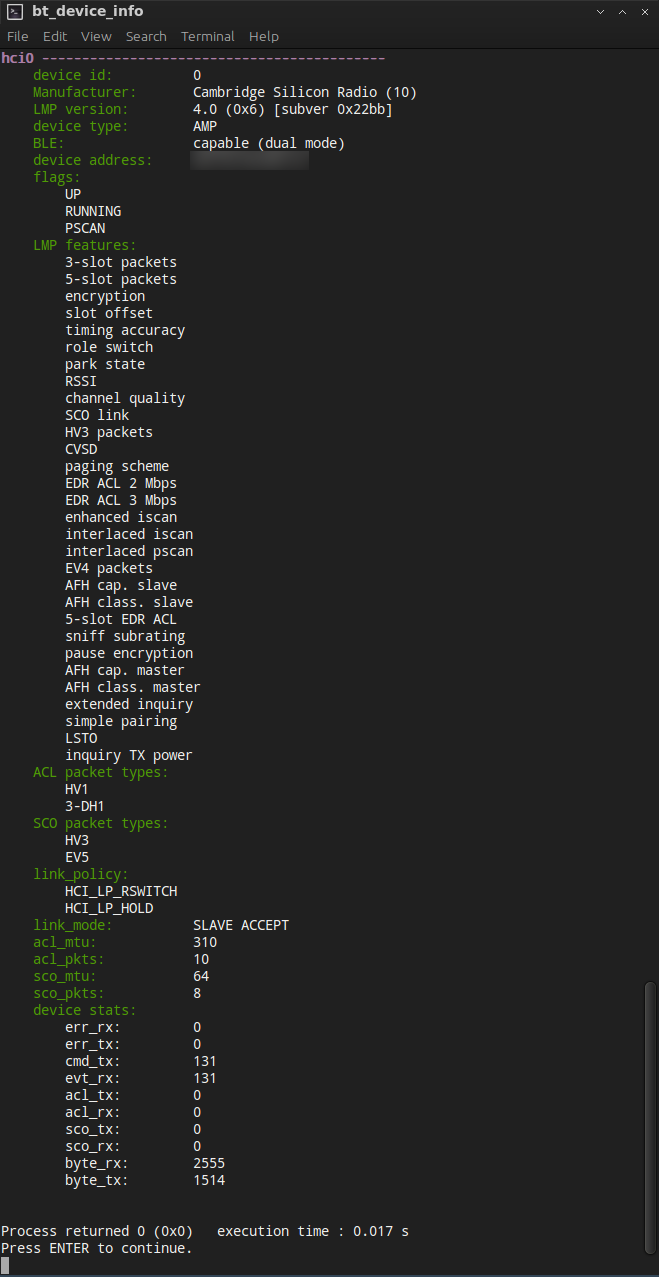 bt_device_info
File Edit View Search Terminal Help
hci0 -------------------------------------------
device id: 0
Manufacturer: Cambridge Silicon Radio (10)
LMP version: 4.0 (0x6) [subver 0x22bb]
device type: AMP
BLE: capable (dual mode)
device address:
flags:
UP
RUNNING
PSCAN
LMP features:
3-slot packets
5-slot packets
encryption
slot offset
timing accuracy
role switch
park state
RSSI
channel quality
SCO link
HV3 packets
CVSD
paging scheme
EDR ACL 2 Mbps
EDR ACL 3 Mbps
enhanced iscan
interlaced iscan
interlaced pscan
EV4 packets
AFH cap. slave
AFH class. slave
5-slot EDR ACL
sniff subrating
pause encryption
AFH cap. master
AFH class. master
extended inquiry
simple pairing
LSTO
inquiry TX power
ACL packet types:
HV1
3-DH1
SCO packet types:
HV3
EV5
link_policy:
HCI_LP_RSWITCH
HCI_LP_HOLD
link_mode: SLAVE ACCEPT
acl_mtu: 310
acl_pkts: 10
sco_mtu: 64
sco_pkts: 8
device stats:
err_rx: 0
err_tx: 0
cmd_tx: 131
evt_rx: 131
acl_tx: 0
acl_rx: 0
sco_tx: 0
sco_rx: 0
byte_rx: 2555
byte_tx: 1514
Process returned 0 (0x0) execution time : 0.017 s
Press ENTER to continue.